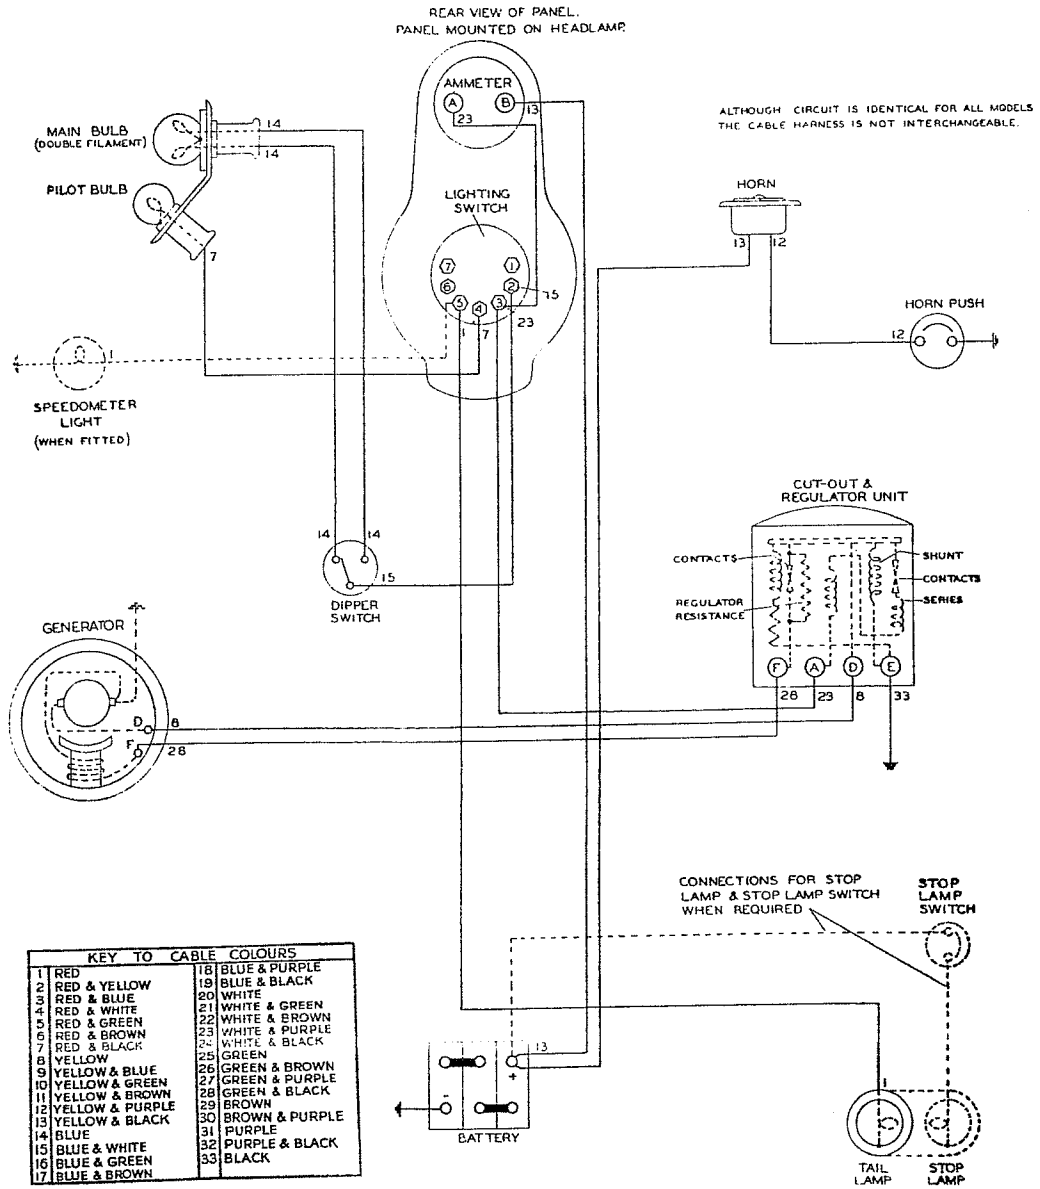 REAR VIEW OF PANEL.
PANEL MOUNTED ON HEADLAMP.
AMMETER
A
B
13
23
ALTHOUGH CIRCUIT IS IDENTICAL FOR ALL MODELS
THE CABLE HARNESS IS NOT INTERCHANGEABLE.
MAIN BULB
(DOUBLE FILAMENT)
14
14
PILOT BULB
7
LIGHTING
SWITCH
7
1
6
2
5
4
3
15
1
7
23
HORN
13
12
HORN PUSH
12
1
SPEEDOMETER
LIGHT
(WHEN FITTED)
CUT-OUT &
REGULATOR UNIT
CONTACTS
SHUNT
CONTACTS
REGULATOR
RESISTANCE
SERIES
F
A
D
E
28
23
8
33
14
14
15
DIPPER
SWITCH
GENERATOR
D
8
F
28
CONNECTIONS FOR STOP
LAMP & STOP LAMP SWITCH
WHEN REQUIRED
STOP
LAMP
SWITCH
KEY TO CABLE COLOURS
1 RED
2 RED & YELLOW
3 RED & BLUE
4 RED & WHITE
5 RED & GREEN
6 RED & BROWN
7 RED & BLACK
8 YELLOW
9 YELLOW & BLUE
10 YELLOW & GREEN
11 YELLOW & BROWN
12 YELLOW & PURPLE
13 YELLOW & BLACK
14 BLUE
15 BLUE & WHITE
16 BLUE & GREEN
17 BLUE & BROWN
18 BLUE & PURPLE
19 BLUE & BLACK
20 WHITE
21 WHITE & GREEN
22 WHITE & BROWN
23 WHITE & PURPLE
24 WHITE & BLACK
25 GREEN
26 GREEN & BROWN
27 GREEN & PURPLE
28 GREEN & BLACK
29 BROWN
30 BROWN & PURPLE
31 PURPLE
32 PURPLE & BLACK
33 BLACK
13
+
-
BATTERY
1
TAIL
LAMP
STOP
LAMP